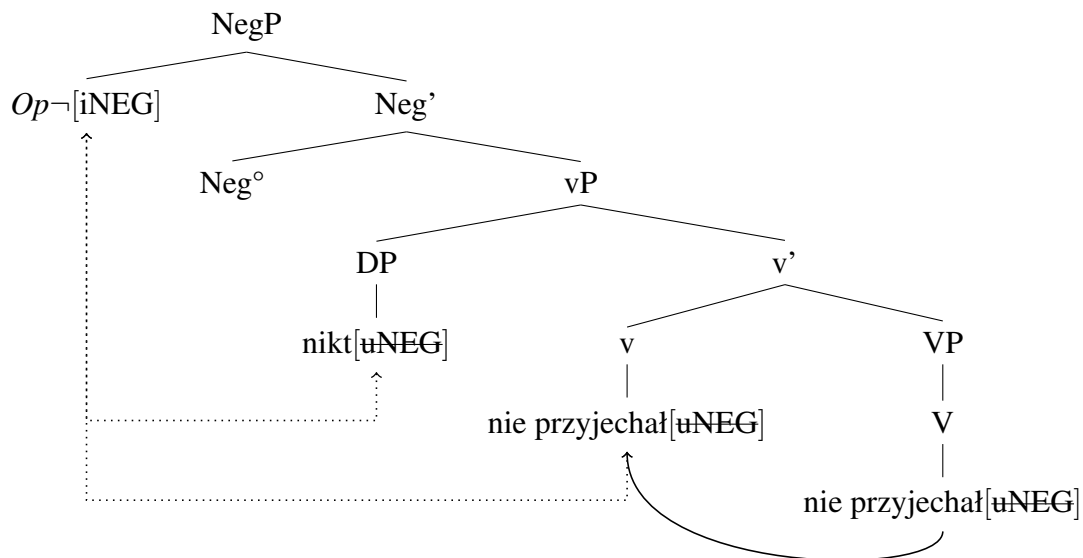 NegP
Op¬[iNEG] Neg’
Neg° vP
DP v’
nikt[uNEG] v VP
nie przyjechał[uNEG] V
nie przyjechał[uNEG]